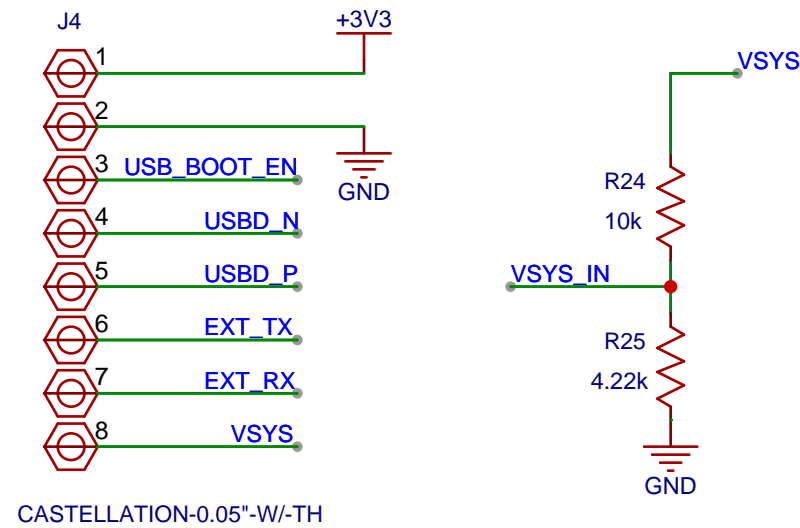 J4
+3V3
1
2
GND
3 USB_BOOT_EN
4 USBD_N
5 USBD_P
6 EXT_TX
7 EXT_RX
8 VSYS
CASTELLATION-0.05"-W/-TH
VSYS
R24
10k
VSYS_IN
R25
4.22k
GND